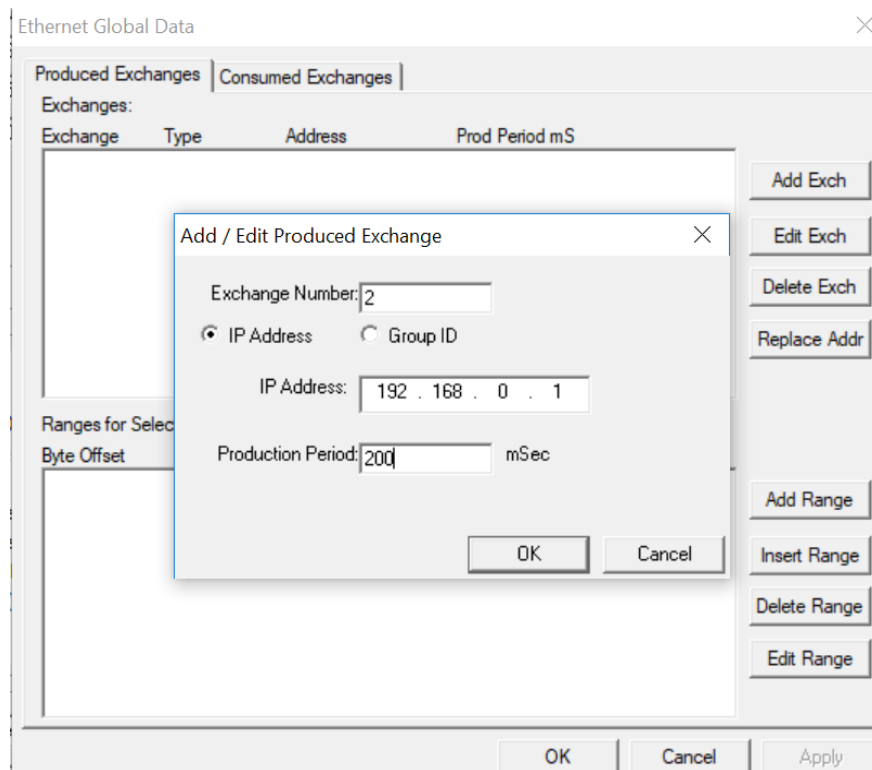 Ethernet Global Data
Produced Exchanges Consumed Exchanges
Exchanges:
Exchange Type Address Prod Period mS
Add Exch
Add / Edit Produced Exchange
Edit Exch
Exchange Number: 2
Delete Exch
IP Address Group ID
Replace Addr
IP Address: 192 . 168 . 0 . 1
Ranges for Selec
Byte Offset
Production Period: 200 mSec
Add Range
OK Cancel
Insert Range
Delete Range
Edit Range
OK Cancel Apply